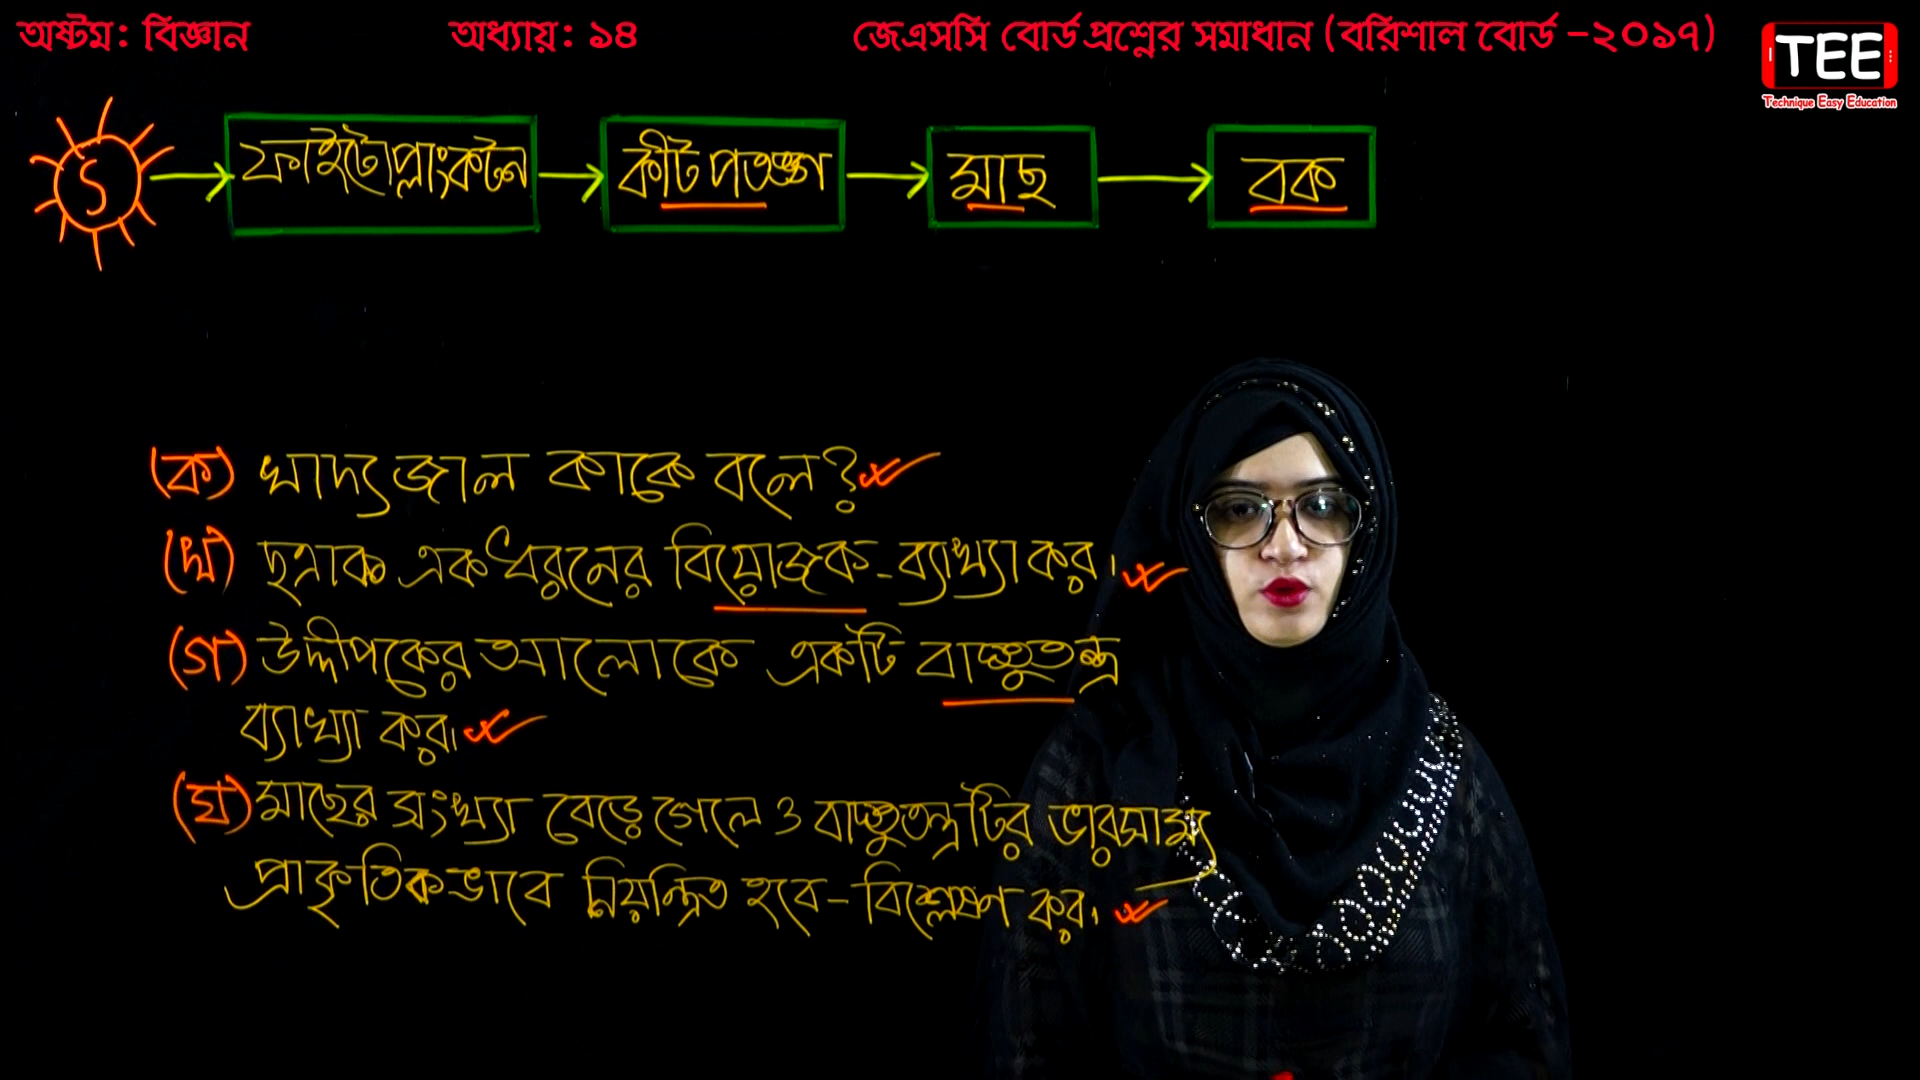 অষ্টম: বিজ্ঞান অধ্যায়: ১৪ জেএসসি বোর্ড প্রশ্নের সমাধান (বরিশাল বোর্ড -২০১৭)
TEE
Technique Easy Education
S ফাইটোপ্লাংকটন কীট পতঙ্গ মাছ বক
(ক) খাদ্য জাল কাকে বলে?
(খ) ছত্রাক এক ধরনের বিয়োজক - ব্যাখ্যা কর।
(গ) উদ্দীপকের আলোকে একটি বাস্তুতন্ত্র
ব্যাখ্যা কর।
(ঘ) মাছের সংখ্যা বেড়ে গেলে ও বাস্তুতন্ত্রটির ভারসাম্য
প্রাকৃতিকভাবে নিয়ন্ত্রিত হবে - বিশ্লেষণ কর।